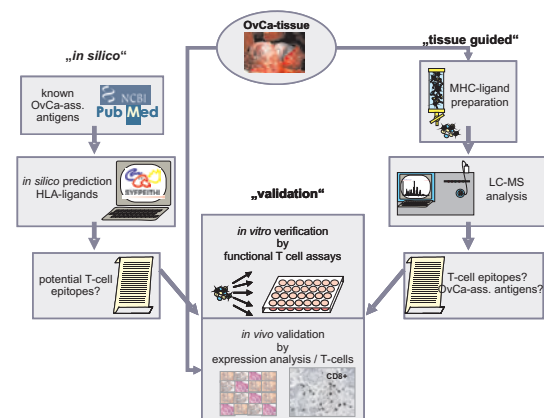 OvCa-tissue
„in silico“
„tissue guided“
known
OvCa-ass.
antigens
NCBI
PubMed
MHC-ligand
preparation
in silico prediction
HLA-ligands
SYFPEITHI
LC-MS
analysis
„validation“
in vitro verification
by
functional T cell assays
potential T-cell
epitopes?
T-cell epitopes?
OvCa-ass. antigens?
in vivo validation
by
expression analysis / T-cells
CD8+